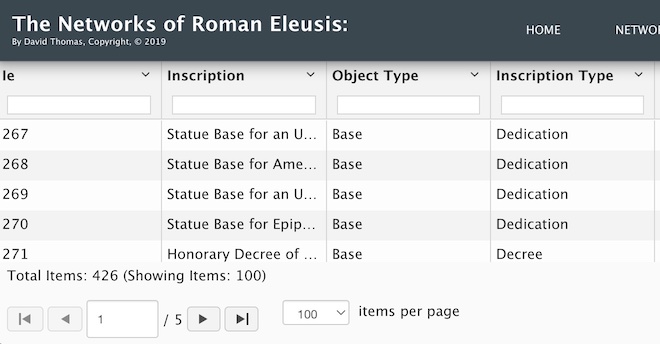 The Networks of Roman Eleusis:
By David Thomas, Copyright, © 2019
HOME NETWOR
Ie Inscription Object Type Inscription Type
267 Statue Base for an U... Base Dedication
268 Statue Base for Ame... Base Dedication
269 Statue Base for an U... Base Dedication
270 Statue Base for Epip... Base Dedication
271 Honorary Decree of ... Base Decree
Total Items: 426 (Showing Items: 100)
1 / 5 100 items per page